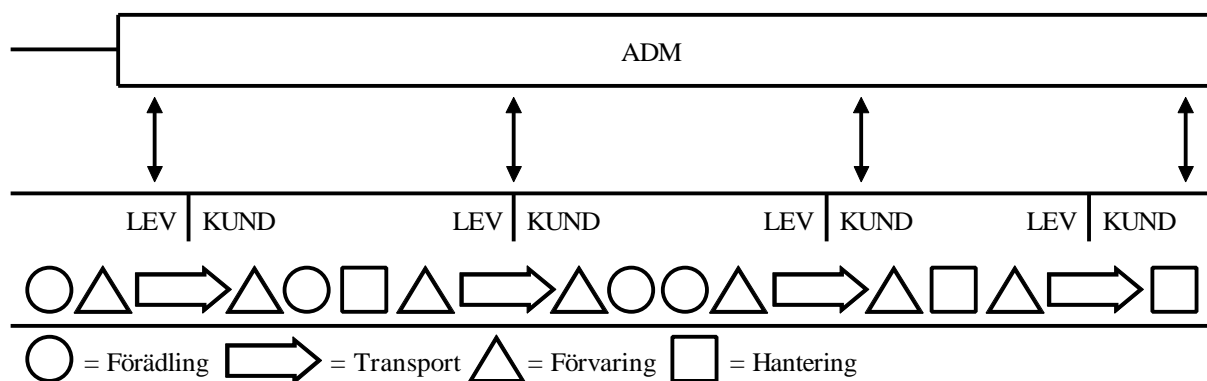 ADM
LEV KUND LEV KUND LEV KUND LEV KUND
= Förädling = Transport = Förvaring = Hantering